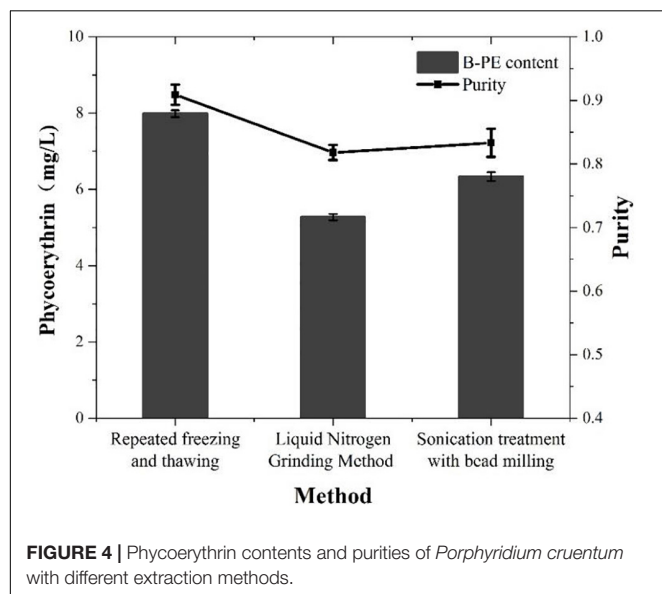 10
8
6
4
2
0
Phycoerythrin（mg/L）
B-PE content
Purity
1.0
0.9
0.8
0.7
0.6
0.5
0.4
Purity
Repeated freezing
and thawing
Liquid Nitrogen
Grinding Method
Sonication treatment
with bead milling
Method
FIGURE 4 | Phycoerythrin contents and purities of Porphyridium cruentum
with different extraction methods.